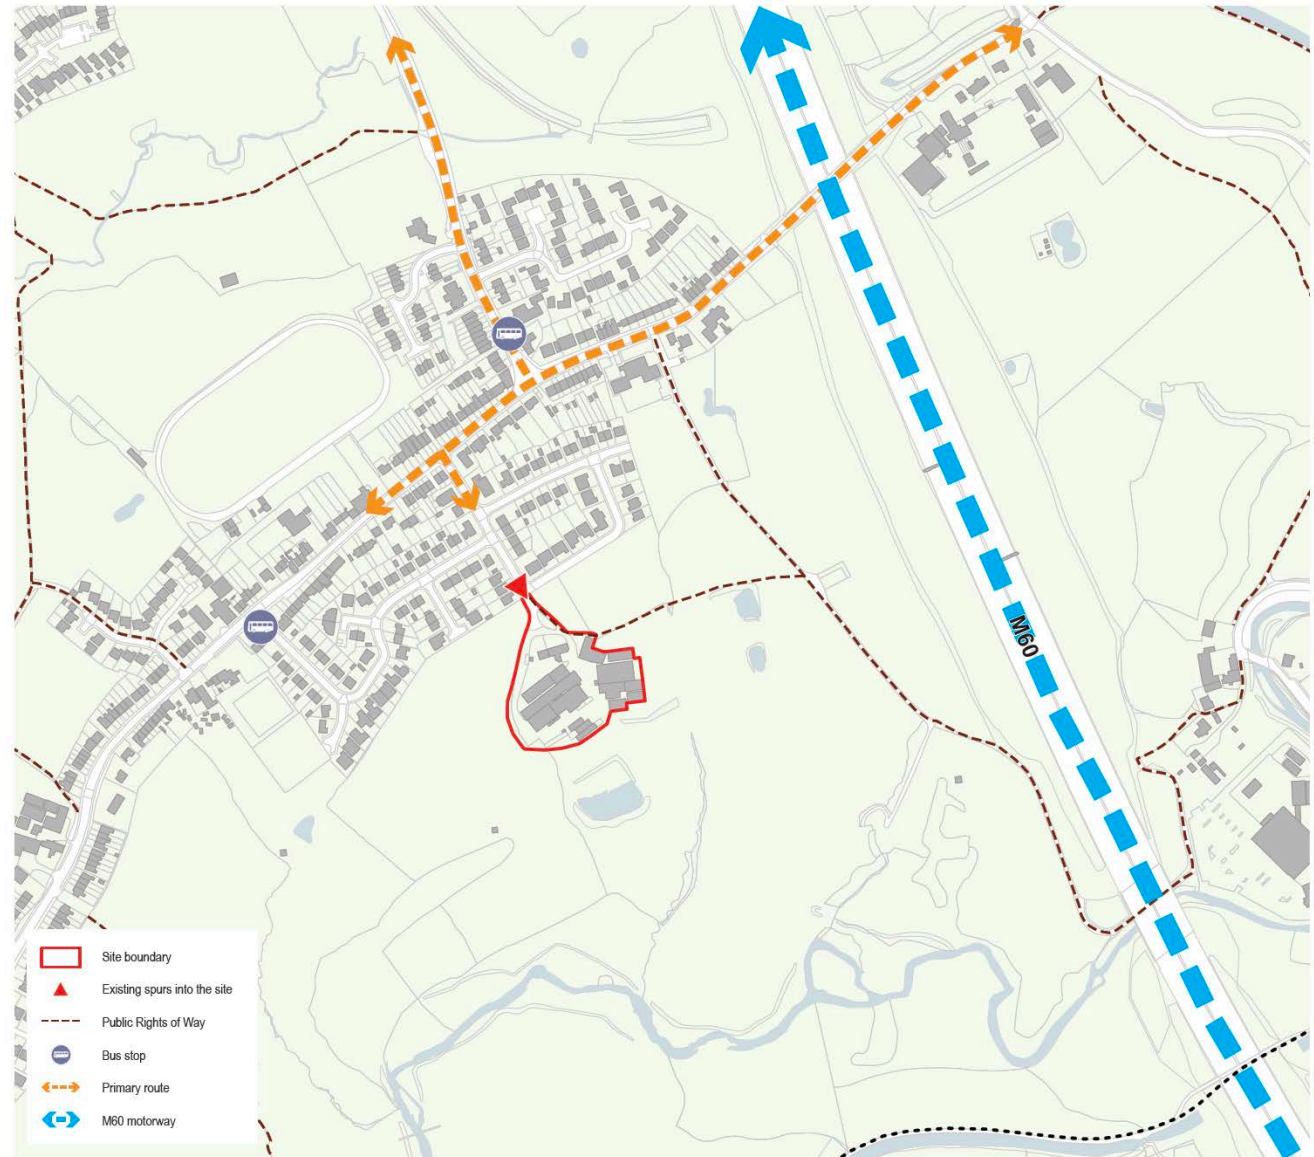 M60
Site boundary
Existing spurs into the site
Public Rights of Way
Bus stop
Primary route
M60 motorway